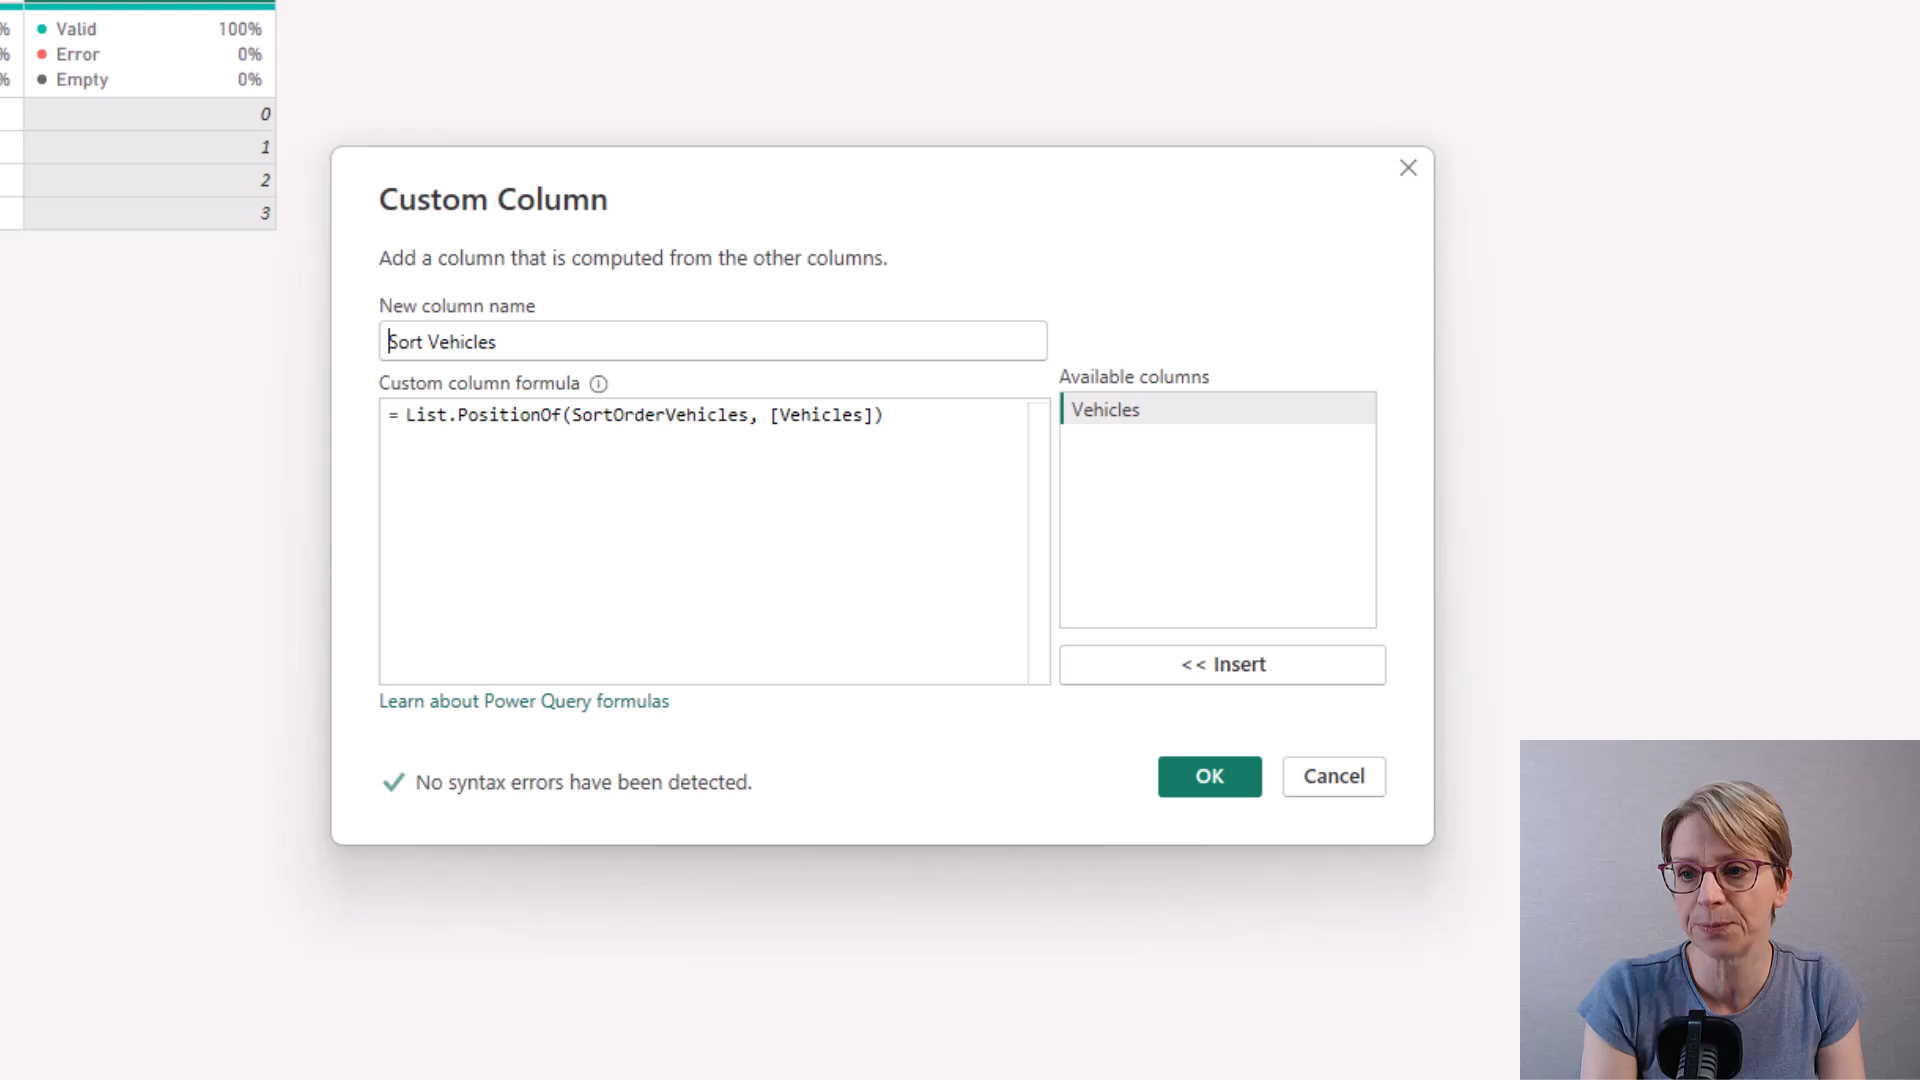 % Valid 100%
% Error 0%
% Empty 0%
0
1
2
3
Custom Column
Add a column that is computed from the other columns.
New column name
Sort Vehicles
Custom column formula
= List.PositionOf(SortOrderVehicles, [Vehicles])
Available columns
Vehicles
<< Insert
Learn about Power Query formulas
No syntax errors have been detected.
OK
Cancel